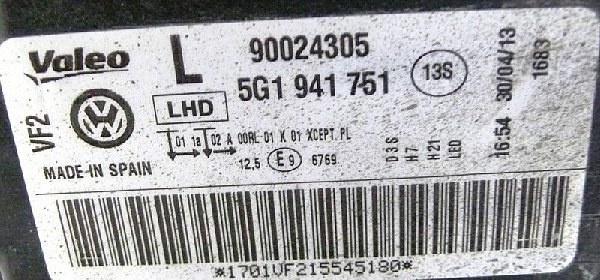 Valeo
L
90024305
5G1 941 751
13S
LHD
VF2
01 1a 02 A 00RL 01 K 01 XCEPT. PL
12,5 E9 6769
MADE-IN SPAIN
D3S
H7
H21
LED
16:54 30/04/13
1683
*1701VF215545180*